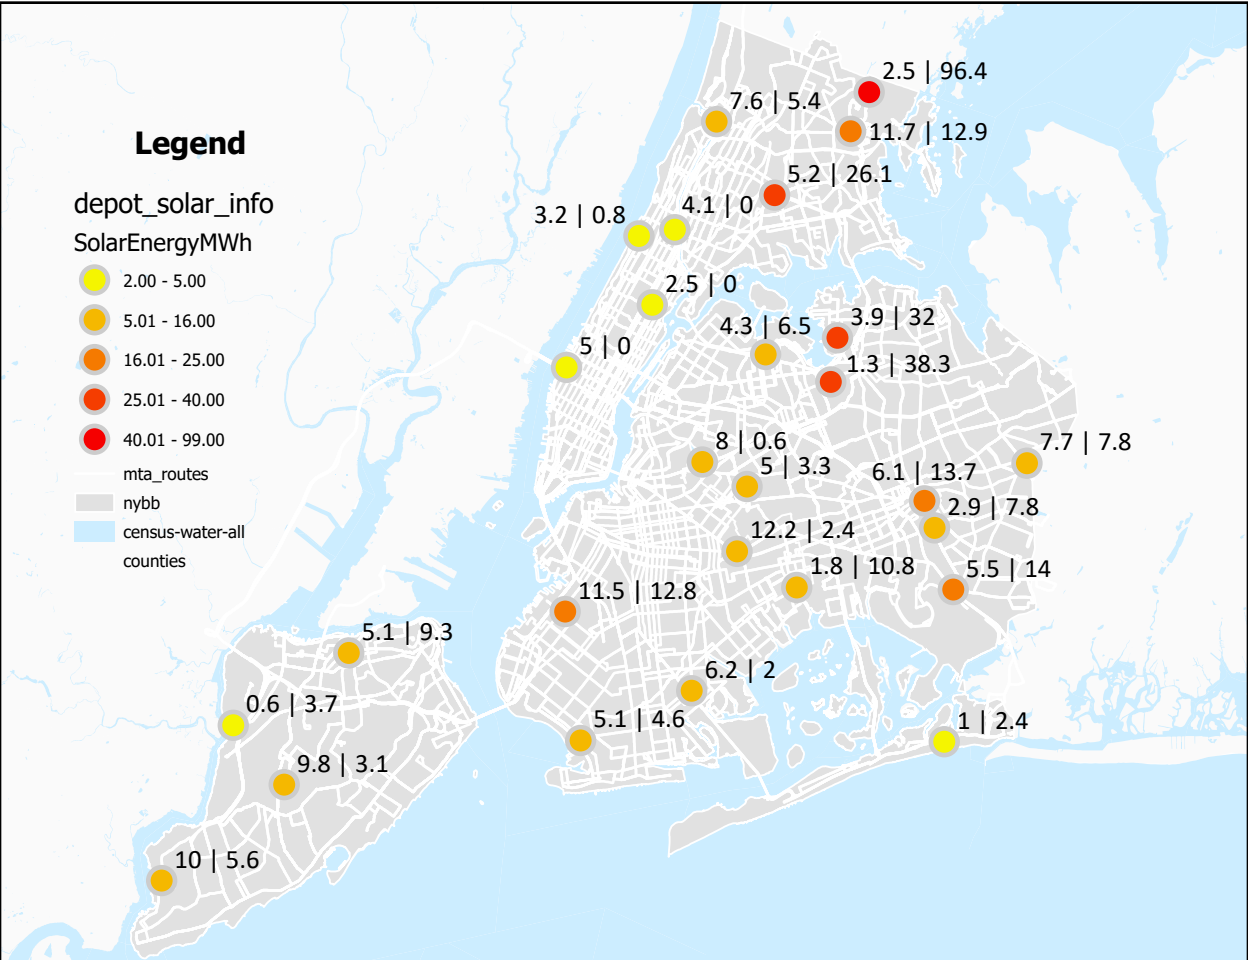 Legend
depot_solar_info
SolarEnergyMWh
2.00 - 5.00
5.01 - 16.00
16.01 - 25.00
25.01 - 40.00
40.01 - 99.00
mta_routes
nybb
census-water-all
counties
2.5 | 96.4
7.6 | 5.4
11.7 | 12.9
5.2 | 26.1
4.1 | 0
3.2 | 0.8
2.5 | 0
3.9 | 32
4.3 | 6.5
5 | 0
1.3 | 38.3
8 | 0.6
7.7 | 7.8
5 | 3.3
6.1 | 13.7
2.9 | 7.8
12.2 | 2.4
1.8 | 10.8
5.5 | 14
11.5 | 12.8
5.1 | 9.3
6.2 | 2
0.6 | 3.7
5.1 | 4.6
1 | 2.4
9.8 | 3.1
10 | 5.6